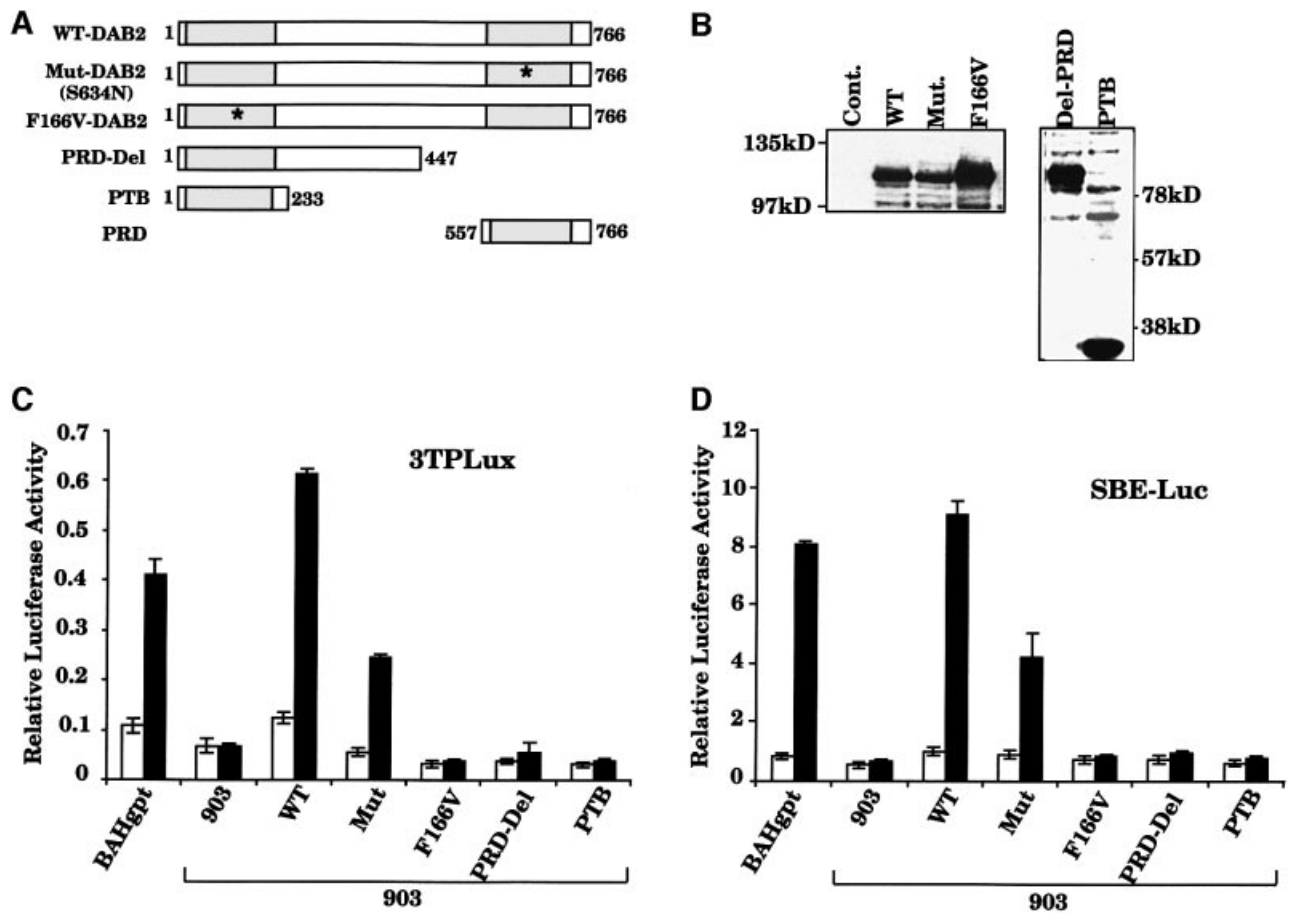 A
WT-DAB2 1 766
Mut-DAB2 1 * 766
(S634N)
F166V-DAB2 1 * 766
PRD-Del 1 447
PTB 1 233
PRD 557 766
B
Cont. WT Mut. F166V
135kD
97kD
Del-PRD PTB
78kD
57kD
38kD
C
3TPLux
Relative Luciferase Activity
0.7
0.6
0.5
0.4
0.3
0.2
0.1
0
BAHgpt 903 WT Mut F166V PRD-Del PTB
903
D
SBE-Luc
Relative Luciferase Activity
12
10
8
6
4
2
0
BAHgpt 903 WT Mut F166V PRD-Del PTB
903